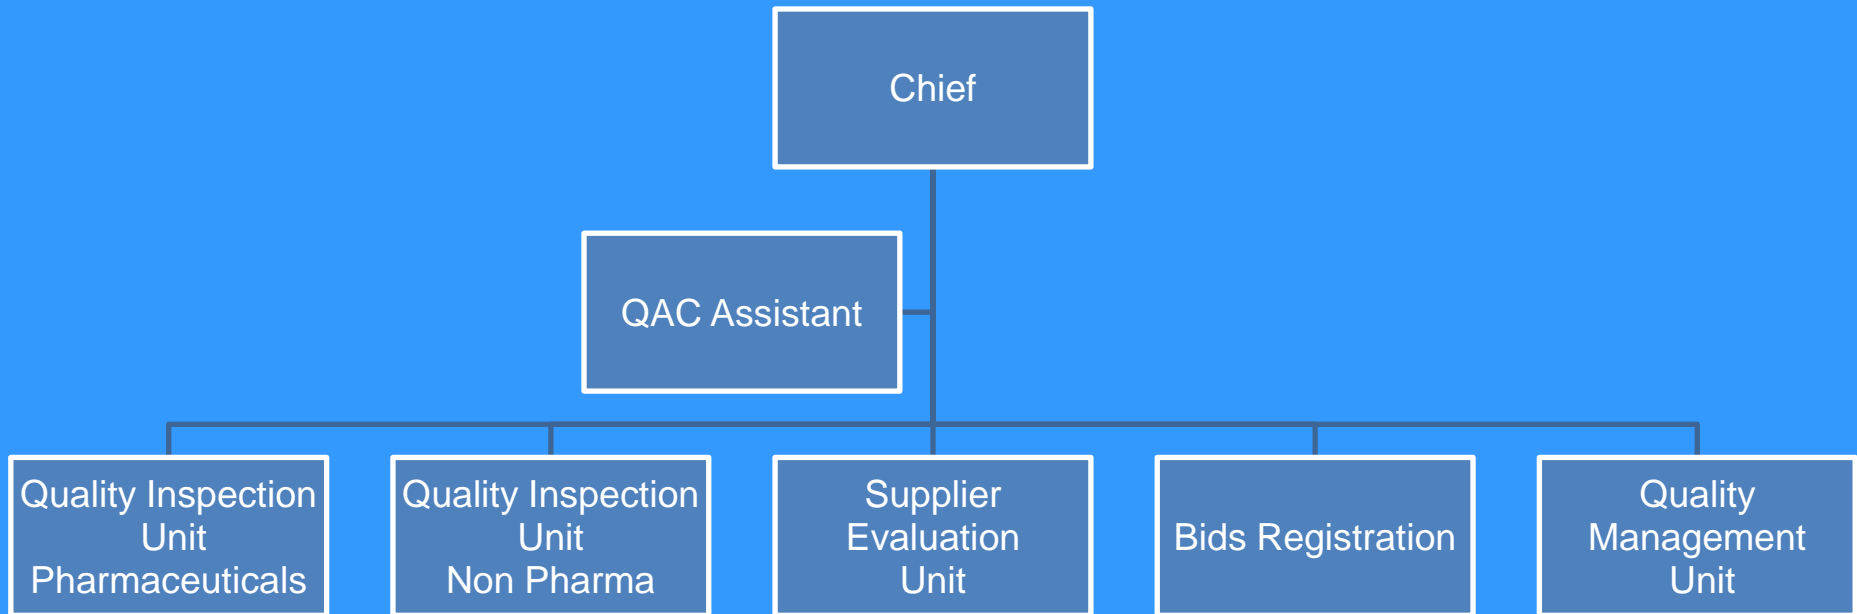 Chief
QAC Assistant
Quality Inspection
Unit
Pharmaceuticals
Quality Inspection
Unit
Non Pharma
Supplier
Evaluation
Unit
Bids Registration
Quality
Management
Unit